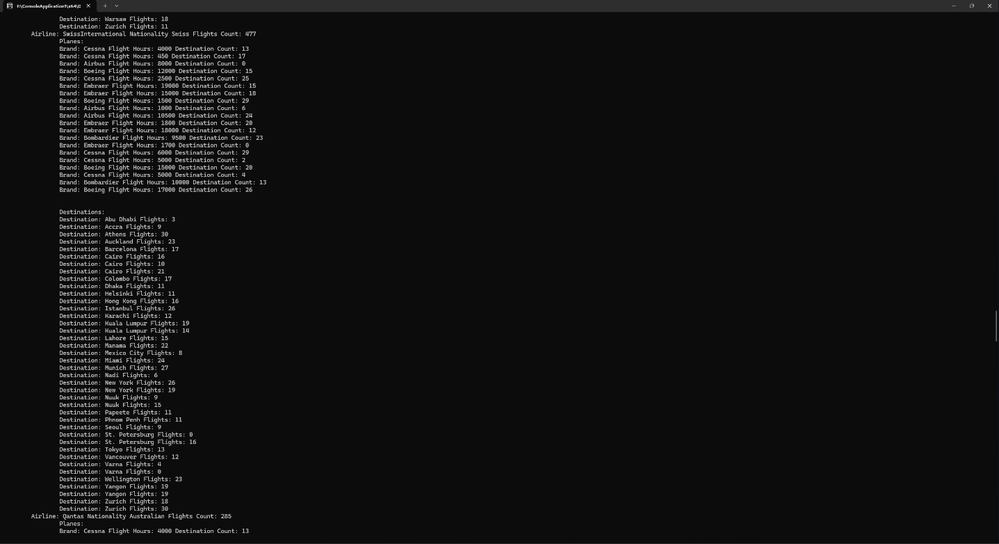 F:\ConsoleApplication1\x64\D
Destination: Warsaw Flights: 18
Destination: Zurich Flights: 11
Airline: SwissInternational Nationality Swiss Flights Count: 477
Planes:
Brand: Cessna Flight Hours: 4000 Destination Count: 13
Brand: Cessna Flight Hours: 450 Destination Count: 17
Brand: Airbus Flight Hours: 8000 Destination Count: 0
Brand: Boeing Flight Hours: 12000 Destination Count: 15
Brand: Cessna Flight Hours: 2500 Destination Count: 25
Brand: Embraer Flight Hours: 19000 Destination Count: 15
Brand: Embraer Flight Hours: 15000 Destination Count: 18
Brand: Boeing Flight Hours: 1500 Destination Count: 29
Brand: Airbus Flight Hours: 1000 Destination Count: 6
Brand: Airbus Flight Hours: 10500 Destination Count: 24
Brand: Embraer Flight Hours: 1800 Destination Count: 20
Brand: Embraer Flight Hours: 18000 Destination Count: 12
Brand: Bombardier Flight Hours: 9500 Destination Count: 23
Brand: Embraer Flight Hours: 1700 Destination Count: 0
Brand: Cessna Flight Hours: 6000 Destination Count: 29
Brand: Cessna Flight Hours: 5000 Destination Count: 2
Brand: Boeing Flight Hours: 15000 Destination Count: 20
Brand: Cessna Flight Hours: 5000 Destination Count: 4
Brand: Bombardier Flight Hours: 10000 Destination Count: 13
Brand: Boeing Flight Hours: 17000 Destination Count: 26
Destinations:
Destination: Abu Dhabi Flights: 3
Destination: Accra Flights: 9
Destination: Athens Flights: 30
Destination: Auckland Flights: 23
Destination: Barcelona Flights: 17
Destination: Cairo Flights: 16
Destination: Cairo Flights: 10
Destination: Cairo Flights: 21
Destination: Colombo Flights: 17
Destination: Dhaka Flights: 11
Destination: Helsinki Flights: 11
Destination: Hong Kong Flights: 16
Destination: Istanbul Flights: 26
Destination: Karachi Flights: 12
Destination: Kuala Lumpur Flights: 19
Destination: Kuala Lumpur Flights: 14
Destination: Lahore Flights: 15
Destination: Manama Flights: 22
Destination: Mexico City Flights: 8
Destination: Miami Flights: 24
Destination: Munich Flights: 27
Destination: Nadi Flights: 6
Destination: New York Flights: 26
Destination: New York Flights: 19
Destination: Nuuk Flights: 9
Destination: Nuuk Flights: 15
Destination: Papeete Flights: 11
Destination: Phnom Penh Flights: 11
Destination: Seoul Flights: 9
Destination: St. Petersburg Flights: 0
Destination: St. Petersburg Flights: 16
Destination: Tokyo Flights: 13
Destination: Vancouver Flights: 12
Destination: Varna Flights: 4
Destination: Varna Flights: 0
Destination: Wellington Flights: 23
Destination: Yangon Flights: 19
Destination: Yangon Flights: 19
Destination: Zurich Flights: 18
Destination: Zurich Flights: 30
Airline: Qantas Nationality Australian Flights Count: 285
Planes:
Brand: Cessna Flight Hours: 4000 Destination Count: 13